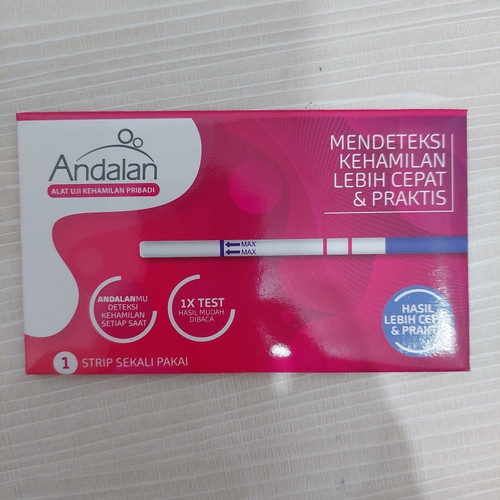 Andalan
ALAT UJI KEHAMILAN PRIBADI
MENDETEKSI
KEHAMILAN
LEBIH CEPAT
& PRAKTIS
MAX
MAX
ANDALANMU
DETEKSI
KEHAMILAN
SETIAP SAAT
1X TEST
HASIL MUDAH
DIBACA
HASIL
LEBIH CEPAT
& PRAKTIS
1 STRIP SEKALI PAKAI